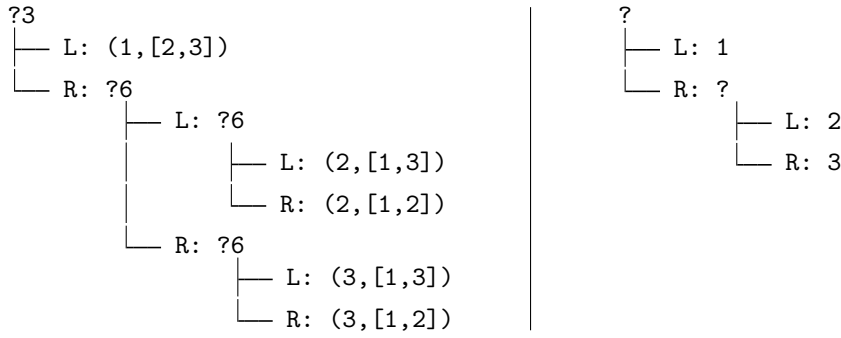 ?3
L: (1,[2,3])
R: ?6
L: ?6
L: (2,[1,3])
R: (2,[1,2])
R: ?6
L: (3,[1,3])
R: (3,[1,2])
?
L: 1
R: ?
L: 2
R: 3